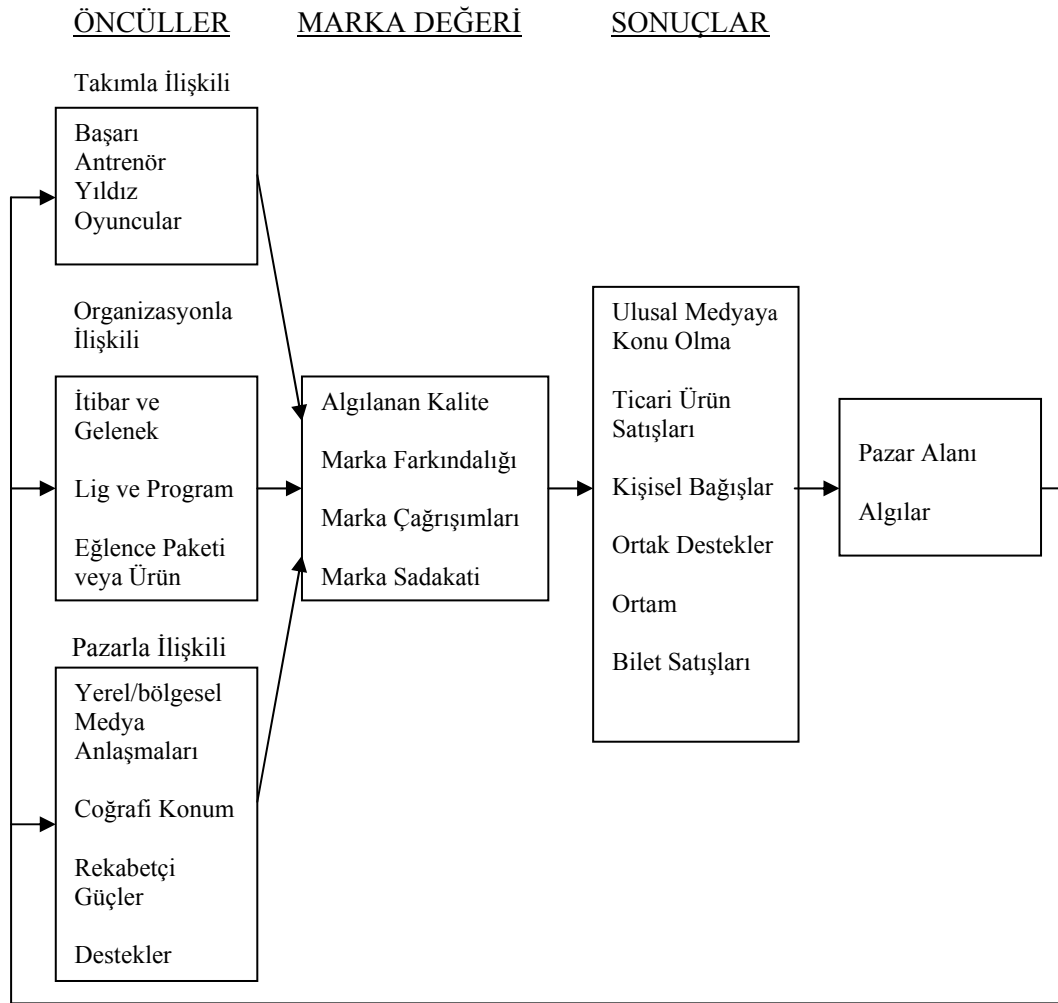 ÖNCÜLLER
MARKA DEĞERİ
SONUÇLAR
Takımla İlişkili
Başarı
Antrenör
Yıldız
Oyuncular
Organizasyonla
İlişkili
İtibar ve
Gelenek
Lig ve Program
Eğlence Paketi
veya Ürün
Pazarla İlişkili
Yerel/bölgesel
Medya
Anlaşmaları
Coğrafi Konum
Rekabetçi
Güçler
Destekler
Algılanan Kalite
Marka Farkındalığı
Marka Çağrışımları
Marka Sadakati
Ulusal Medyaya
Konu Olma
Ticari Ürün
Satışları
Kişisel Bağışlar
Ortak Destekler
Ortam
Bilet Satışları
Pazar Alanı
Algılar